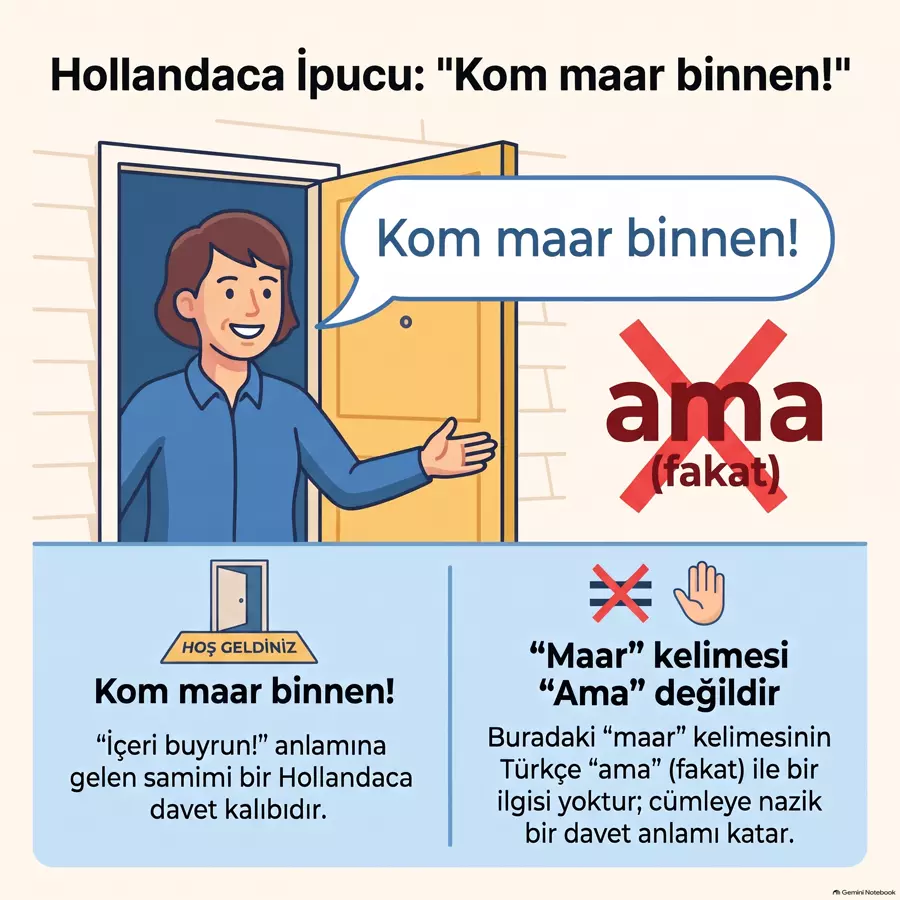 Hollandaca İpucu: "Kom maar binnen!"
Kom maar binnen!
ama
(fakat)
HOŞ GELDİNİZ
Kom maar binnen!
“İçeri buyrun!” anlamına
gelen samimi bir Hollandaca
davet kalıbıdır.
“Maar” kelimesi
“Ama” değildir
Buradaki “maar” kelimesinin
Türkçe “ama” (fakat) ile bir
ilgisi yoktur; cümleye nazik
bir davet anlamı katar.
Gemini Notebook